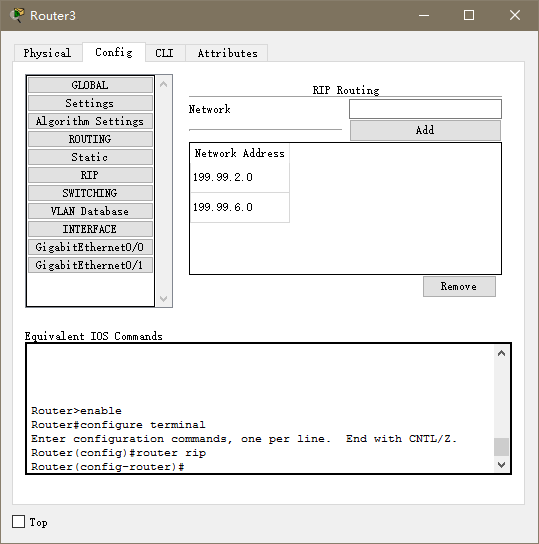 Router3
Physical Config CLI Attributes
GLOBAL
Settings
Algorithm Settings
ROUTING
Static
RIP
SWITCHING
VLAN Database
INTERFACE
GigabitEthernet0/0
GigabitEthernet0/1
RIP Routing
Network
Add
Network Address
199.99.2.0
199.99.6.0
Remove
Equivalent IOS Commands
Router>enable
Router#configure terminal
Enter configuration commands, one per line.  End with CNTL/Z.
Router(config)#router rip
Router(config-router)#
Top